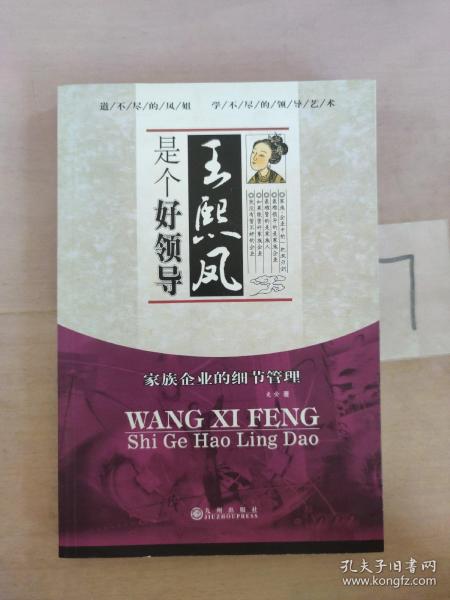 道/不/尽/的/凤/姐 学/不/尽/的/领/导/艺/术
王熙凤
是个好领导
家族企业的细节管理
著
WANG XI FENG
Shi Ge Hao Ling Dao
九州出版社
JIUZHOUPRESS
孔夫子旧书网
www.kongfz.com